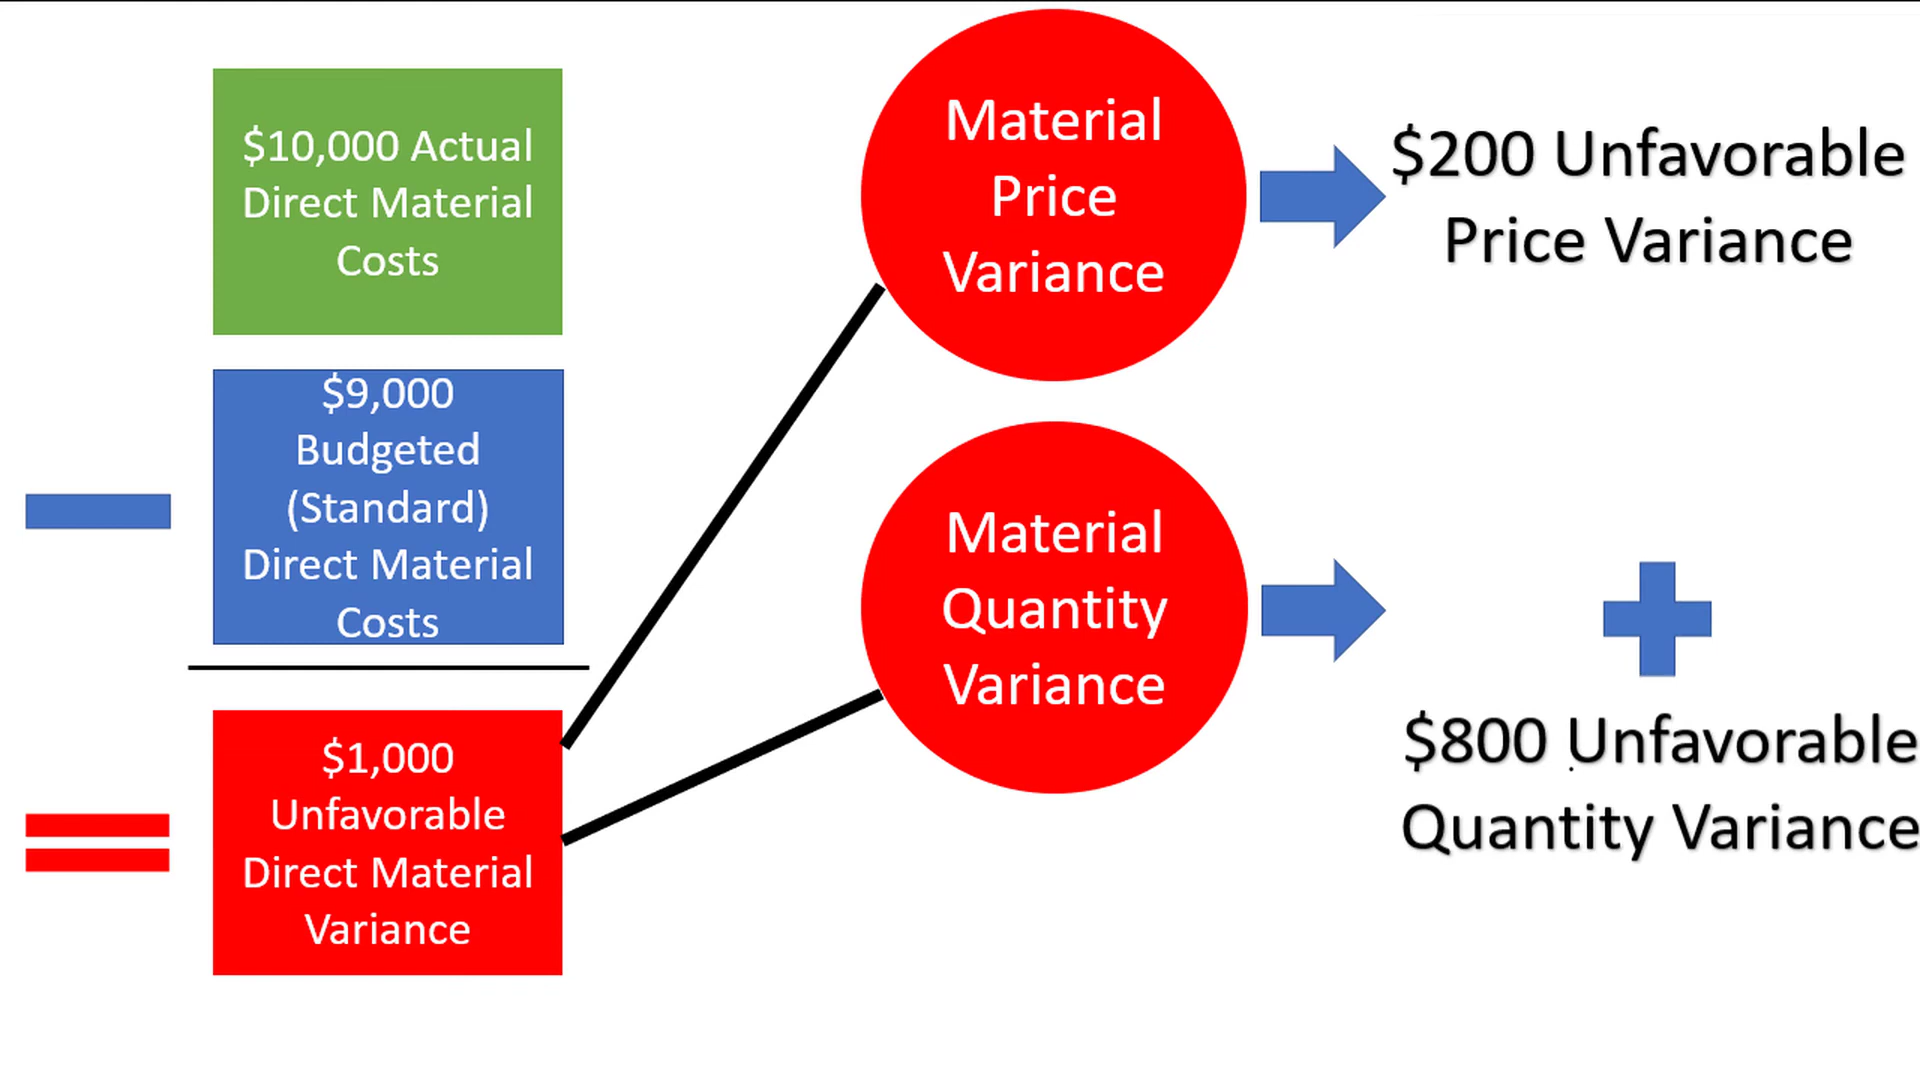 $10,000 Actual
Direct Material
Costs
$9,000
Budgeted
(Standard)
Direct Material
Costs
$1,000
Unfavorable
Direct Material
Variance
Material
Price
Variance
Material
Quantity
Variance
$200 Unfavorable
Price Variance
$800 Unfavorable
Quantity Variance